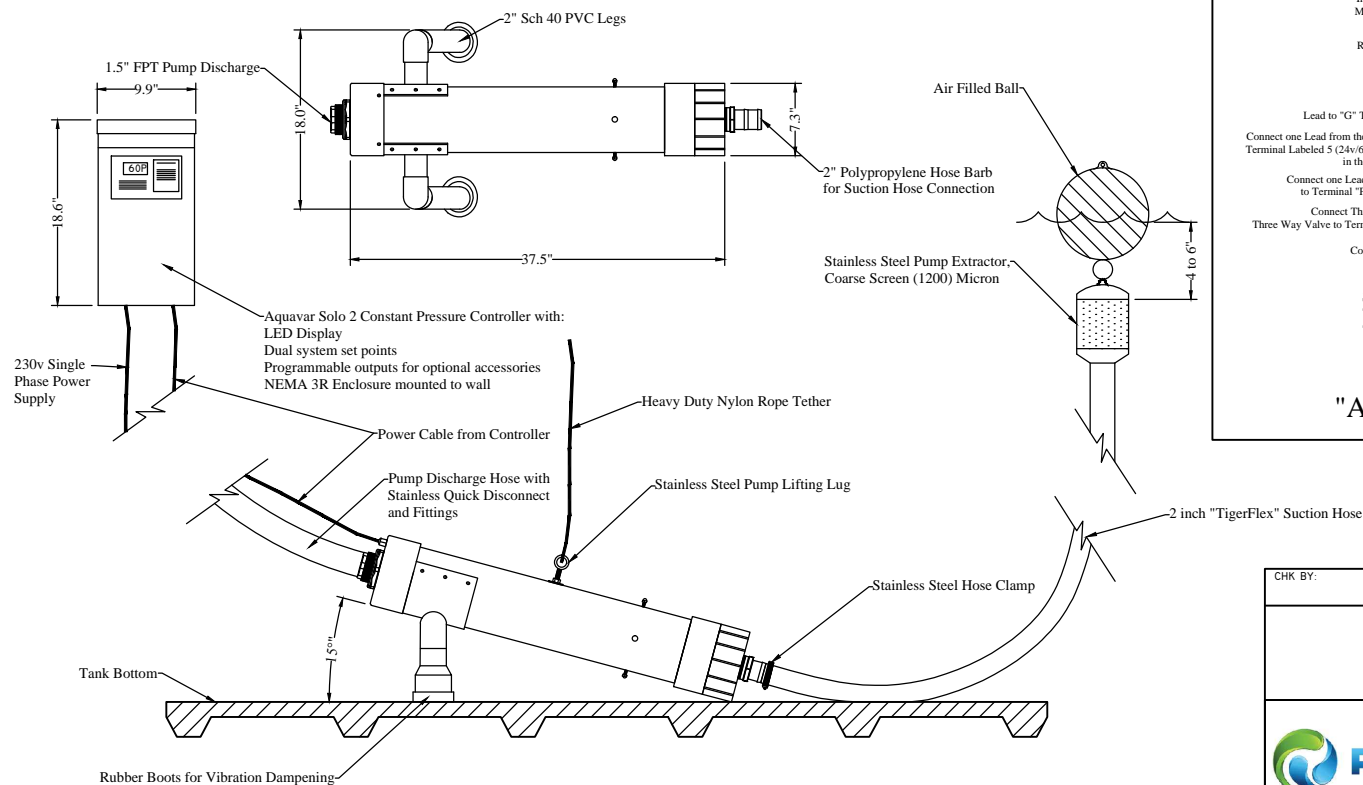 2" Sch 40 PVC Legs
1.5" FPT Pump Discharge
9.9"
18.0"
7.3"
2" Polypropylene Hose Barb
for Suction Hose Connection
37.5"
60P
18.6"
Aquavar Solo 2 Constant Pressure Controller with:
LED Display
Dual system set points
Programmable outputs for optional accessories
NEMA 3R Enclosure mounted to wall
230v Single
Phase Power
Supply
Air Filled Ball
4 to 6"
Stainless Steel Pump Extractor,
Coarse Screen (1200) Micron
Heavy Duty Nylon Rope Tether
Power Cable from Controller
Pump Discharge Hose with
Stainless Quick Disconnect
and Fittings
Stainless Steel Pump Lifting Lug
2 inch "TigerFlex" Suction Hose
Stainless Steel Hose Clamp
15°"
Tank Bottom
Rubber Boots for Vibration Dampening
M
R
Lead to "G" T
Connect one Lead from the
Terminal Labeled 5 (24v/6
in th
Connect one Lead
to Terminal "P
Connect Th
Three Way Valve to Term
Co
"A
CHK BY: